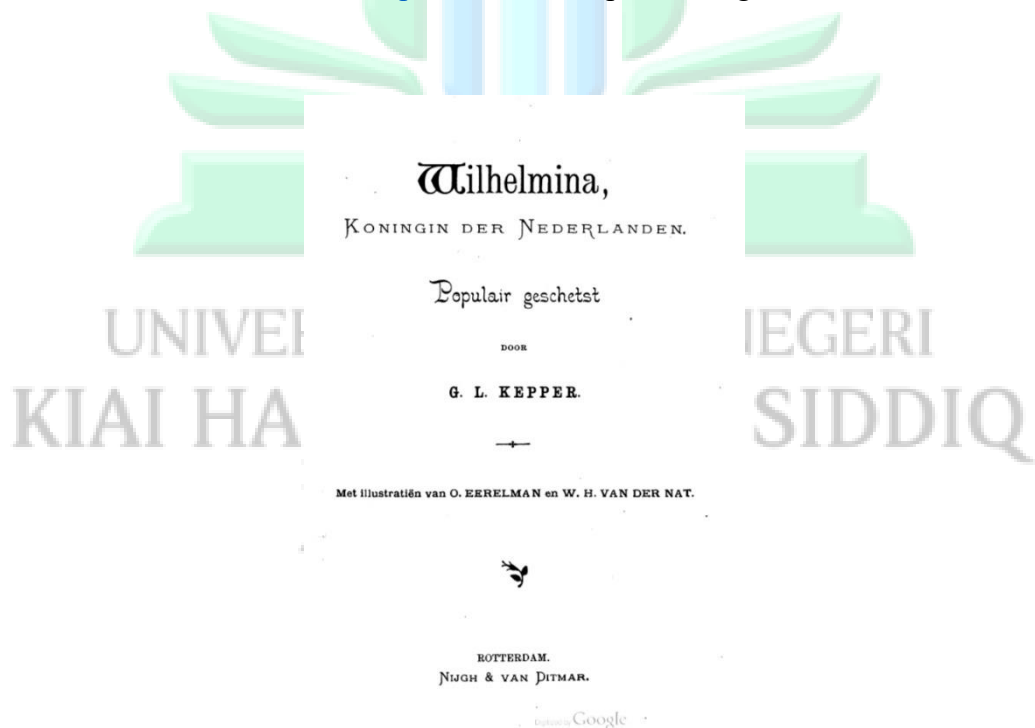 Wilhelmina,
KONINGIN DER NEDERLANDEN.
Populair geschetst
DOOR
G. L. KEPPER.
UNIVE NEGERI
KIAI HA SIDDIQ
Met illustratiën van O. EERELMAN en W. H. VAN DER NAT.
ROTTERDAM.
NIJGH & VAN DITMAR.
Google